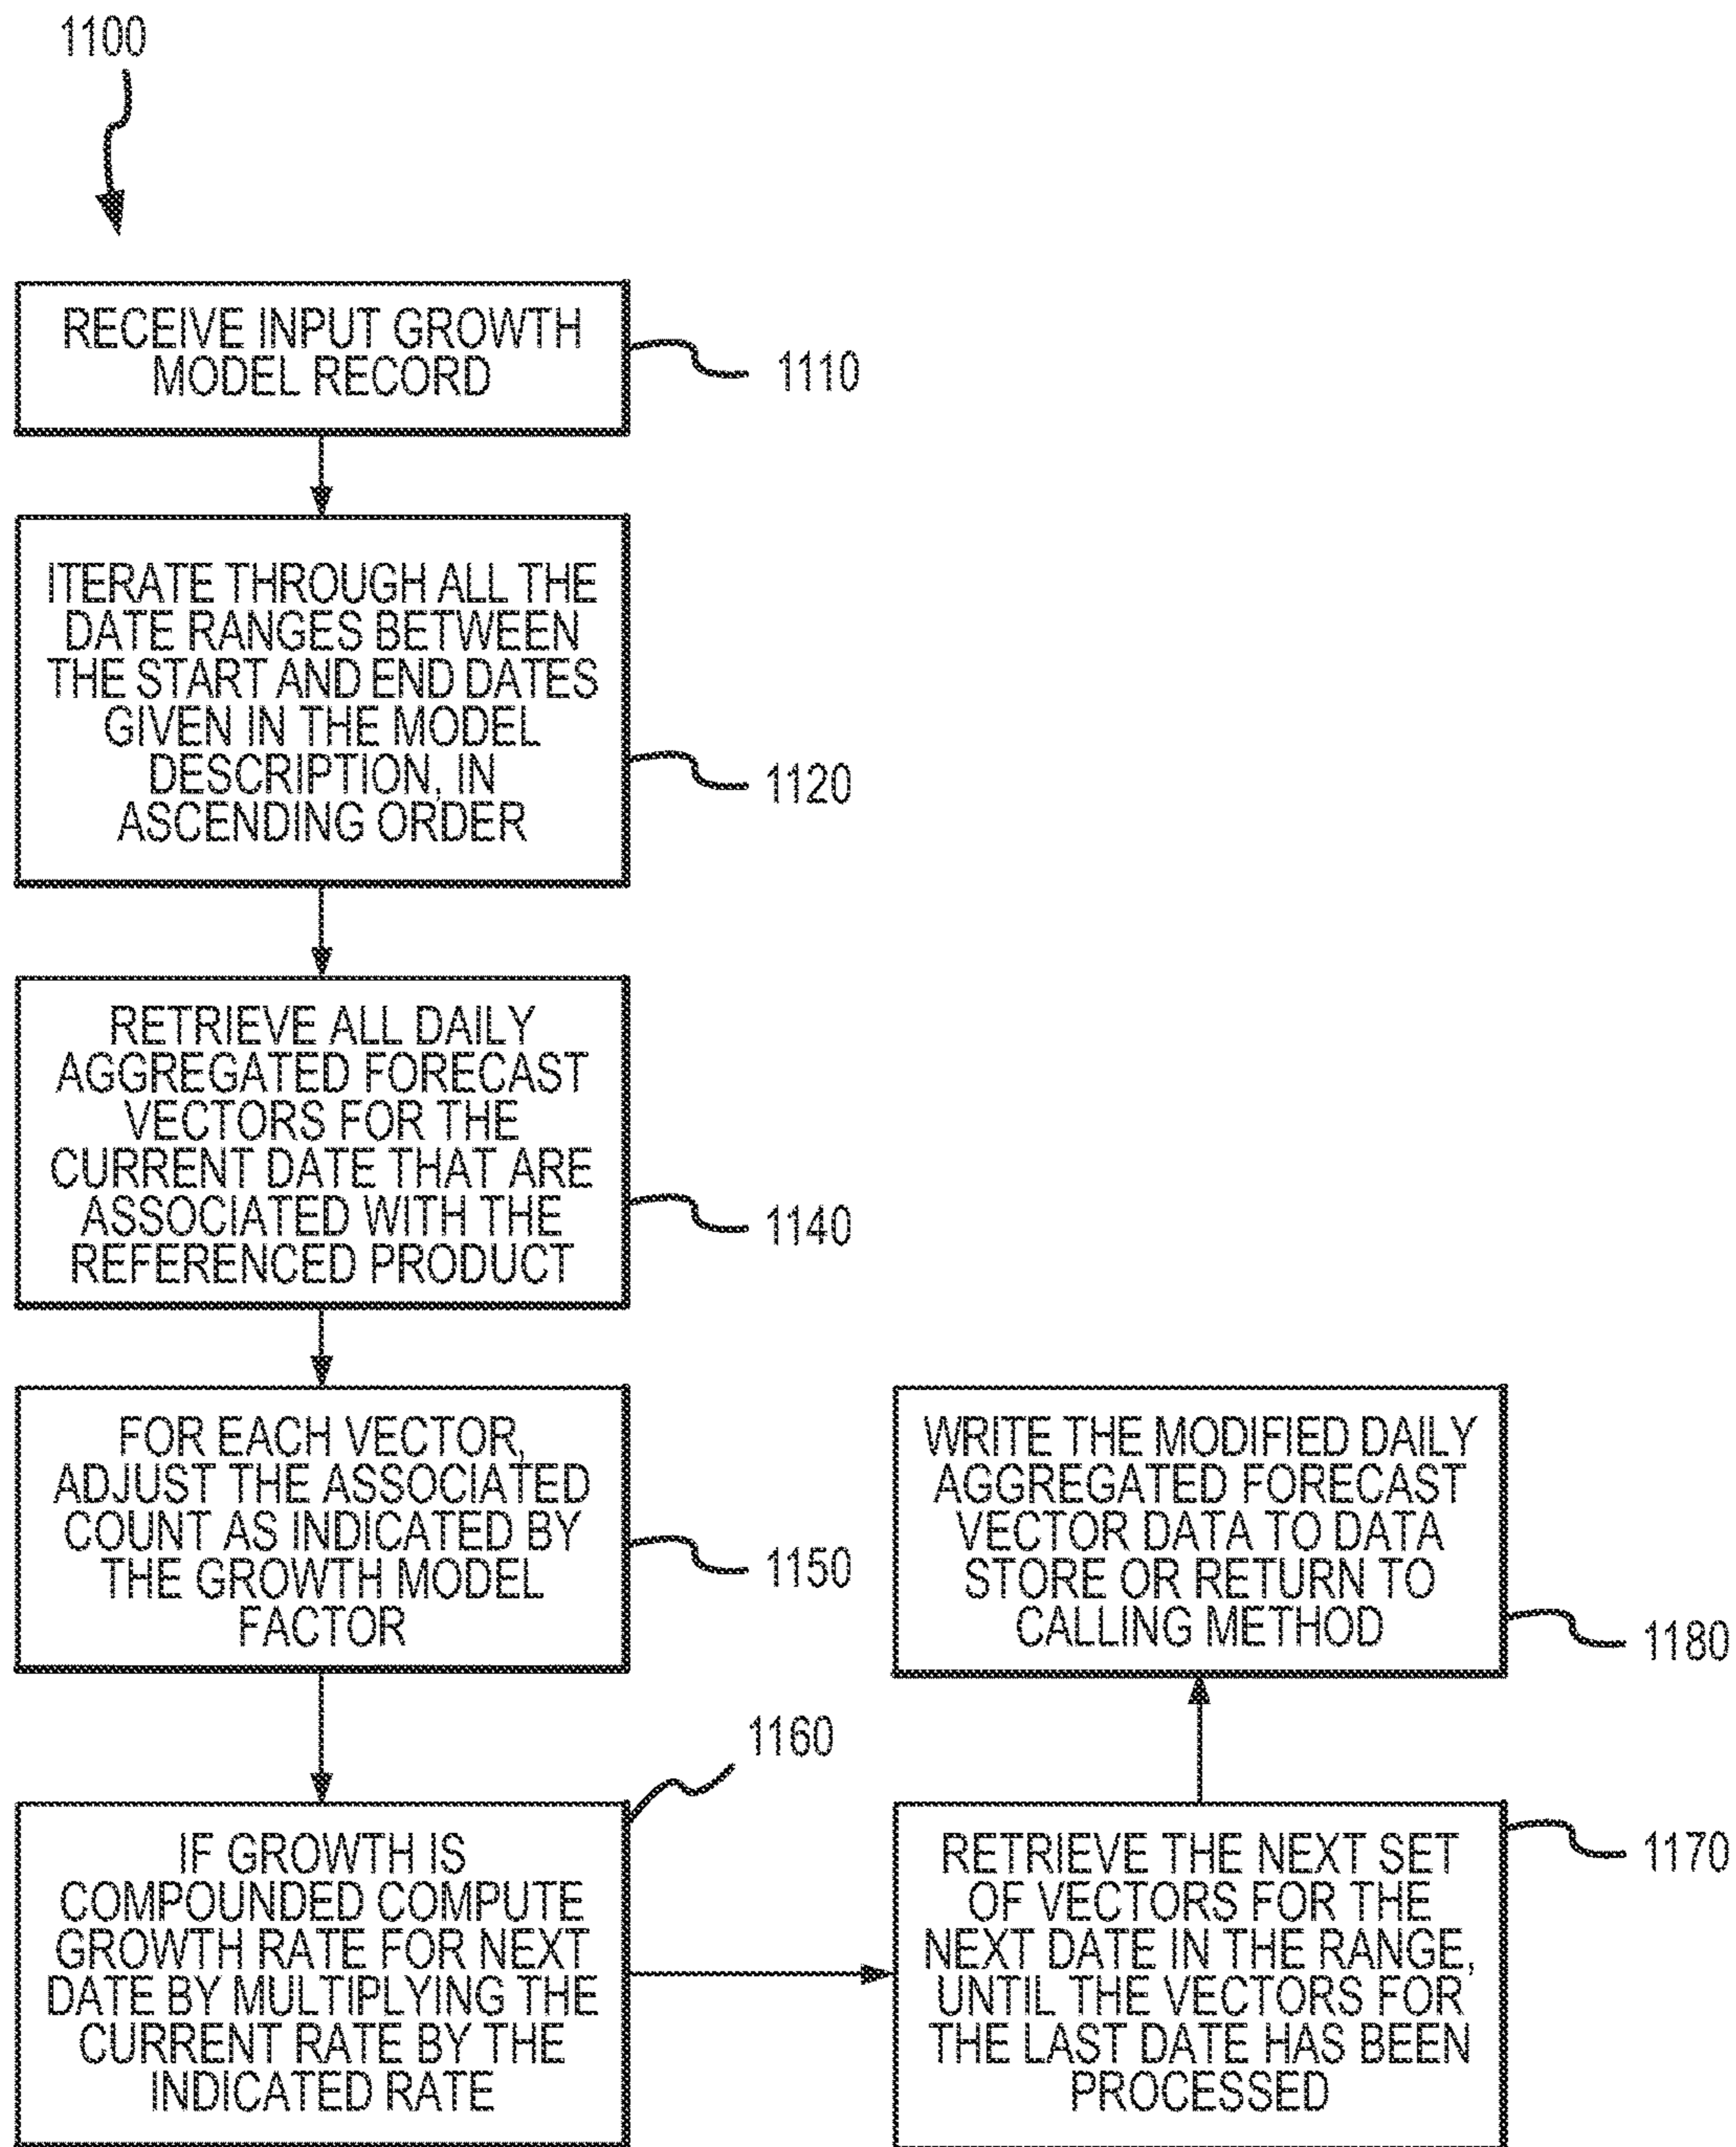 1100
RECEIVE INPUT GROWTH
MODEL RECORD
1110
ITERATE THROUGH ALL THE
DATE RANGES BETWEEN
THE START AND END DATES
GIVEN IN THE MODEL
DESCRIPTION, IN
ASCENDING ORDER
1120
RETRIEVE ALL DAILY
AGGREGATED FORECAST
VECTORS FOR THE
CURRENT DATE THAT ARE
ASSOCIATED WITH THE
REFERENCED PRODUCT
1140
FOR EACH VECTOR,
ADJUST THE ASSOCIATED
COUNT AS INDICATED BY
THE GROWTH MODEL
FACTOR
1150
IF GROWTH IS
COMPOUNDED COMPUTE
GROWTH RATE FOR NEXT
DATE BY MULTIPLYING THE
CURRENT RATE BY THE
INDICATED RATE
1160
RETRIEVE THE NEXT SET
OF VECTORS FOR THE
NEXT DATE IN THE RANGE,
UNTIL THE VECTORS FOR
THE LAST DATE HAS BEEN
PROCESSED
1170
WRITE THE MODIFIED DAILY
AGGREGATED FORECAST
VECTOR DATA TO DATA
STORE OR RETURN TO
CALLING METHOD
1180